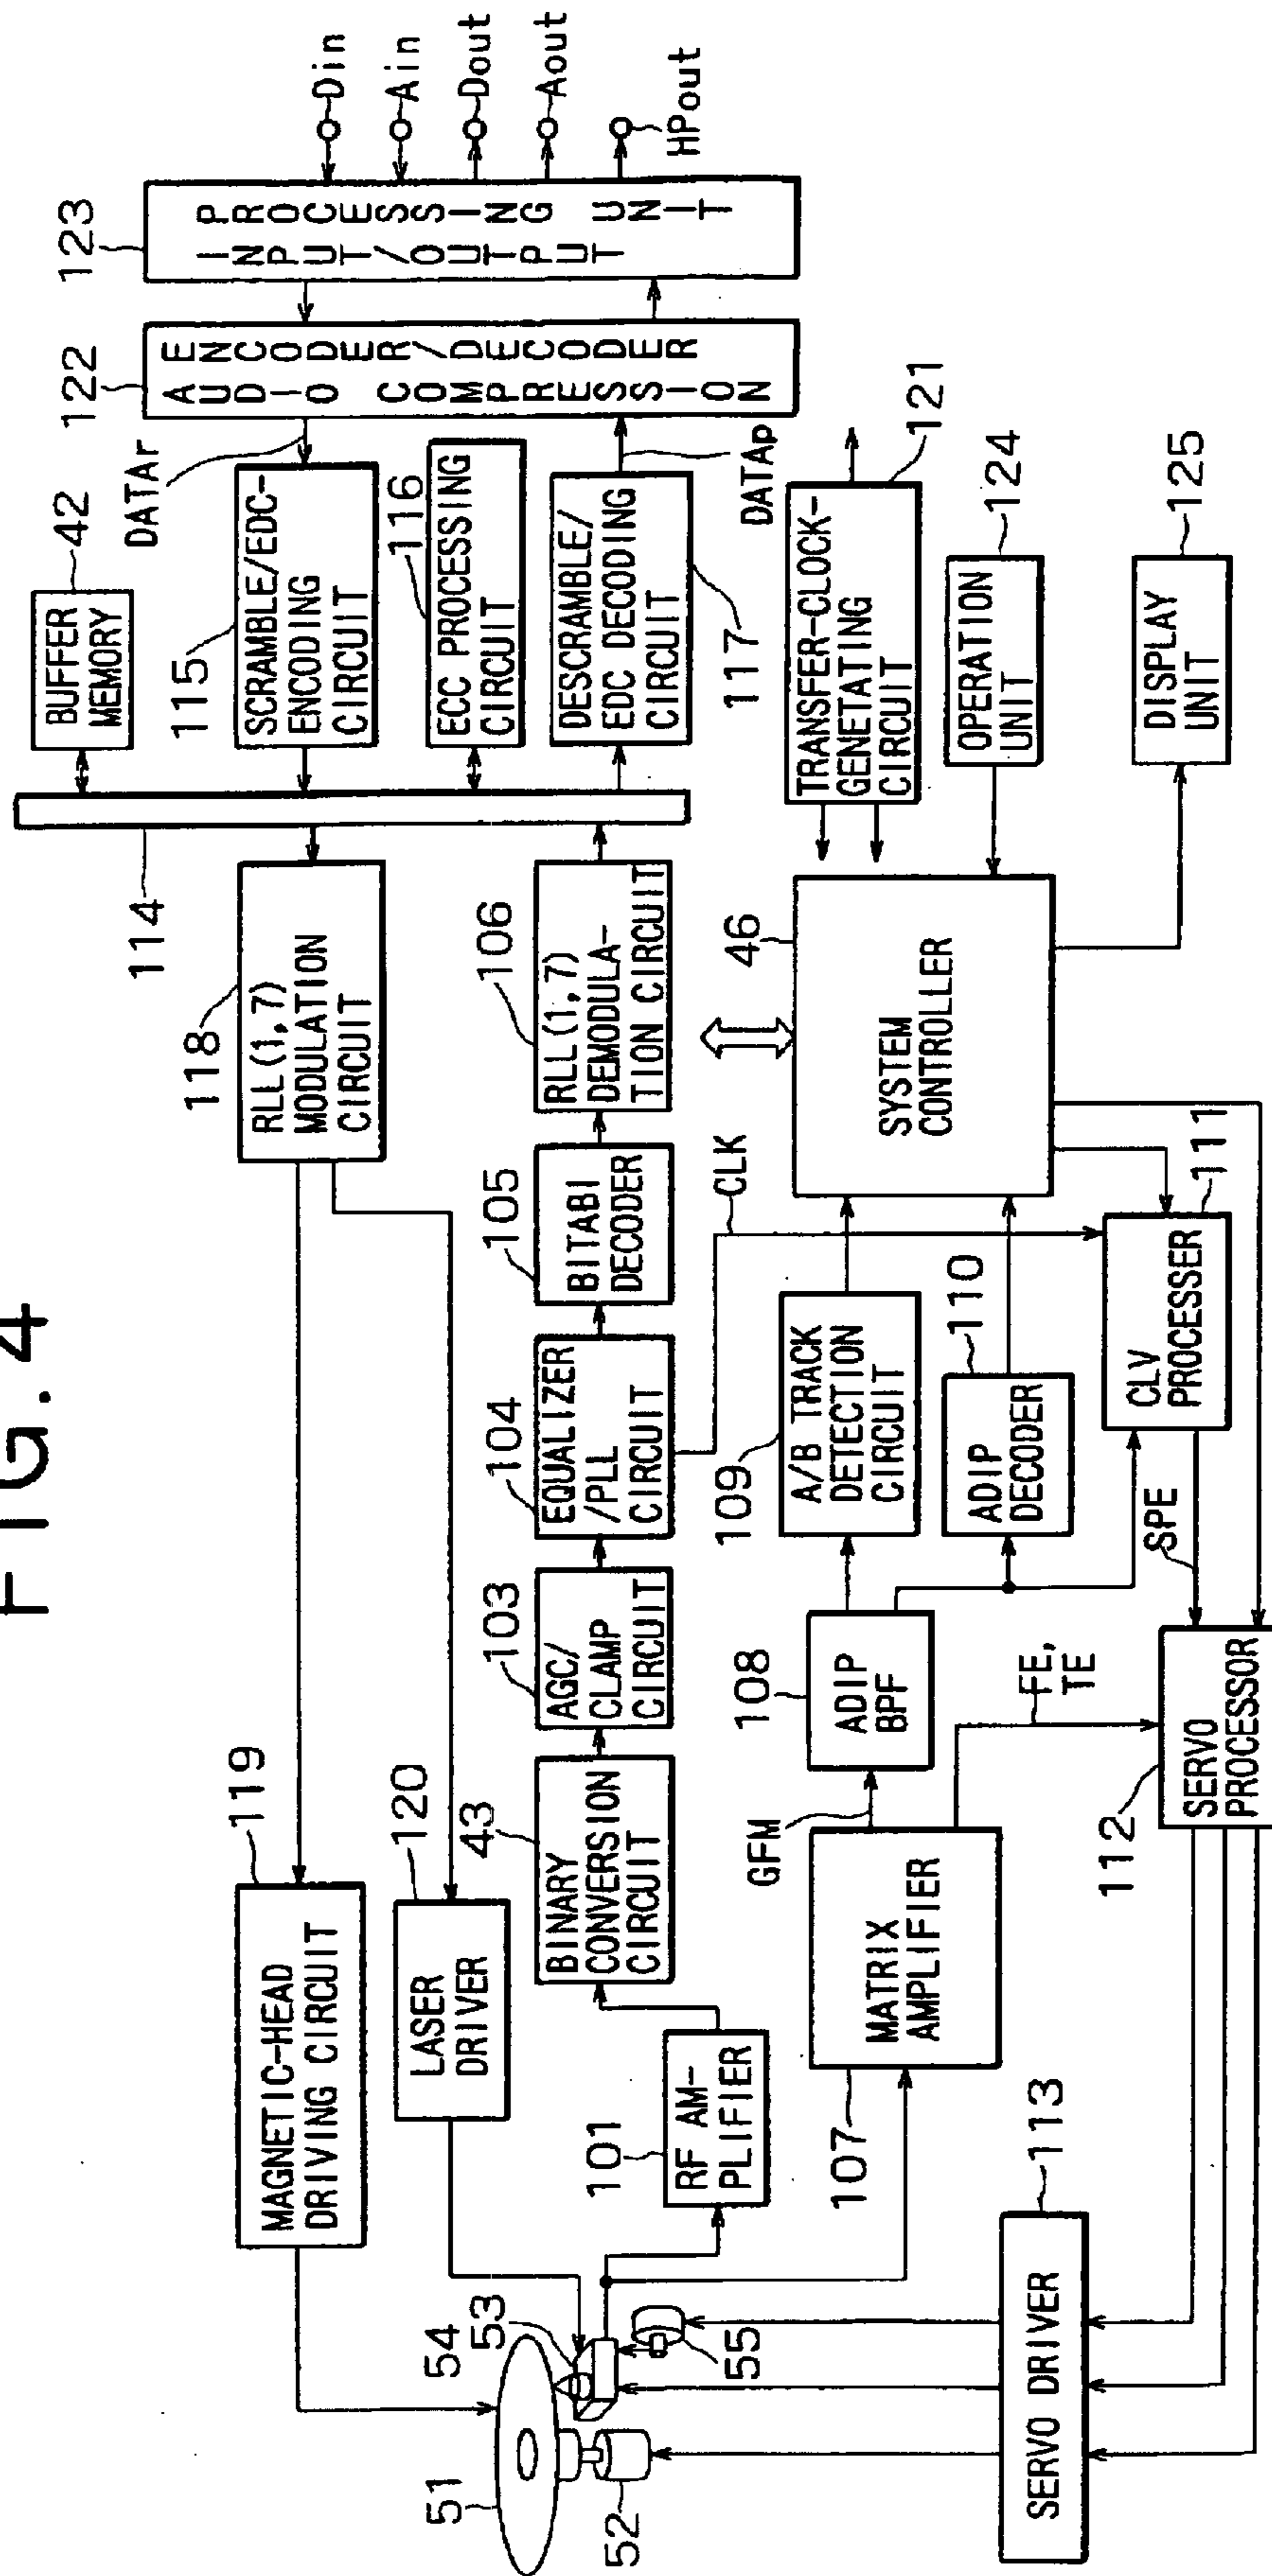 FIG. 4
119
MAGNETIC-HEAD
DRIVING CIRCUIT
118
RLL(1, 7)
MODULATION
CIRCUIT
114
42
BUFFER
MEMORY
DATAr
115
SCRAMBLE/EDC-
ENCODING
CIRCUIT
116
ECC PROCESSING
CIRCUIT
DESCRAMBLE/
EDC DECODING
CIRCUIT
117
DATAp
122
AUDIO COMPRESSION
ENCODER/DECODER
123
INPUT/OUTPUT
PROCESSING UNIT
Din
Ain
Dout
Aout
HPout
120
LASER
DRIVER
43
BINARY
CONVERSION
CIRCUIT
103
AGC/
CLAMP
CIRCUIT
104
EQUALIZER
/PLL
CIRCUIT
105
BITABI
DECODER
106
RLL(1, 7)
DEMODULA-
TION CIRCUIT
CLK
51
54
53
52
55
101
RF AM-
PLIFIER
107
MATRIX
AMPLIFIER
GFM
108
ADIP
BPF
109
A/B TRACK
DETECTION
CIRCUIT
110
ADIP
DECODER
46
SYSTEM
CONTROLLER
TRANSFER-CLOCK-
GENETATING
CIRCUIT
121
OPERATION
UNIT
124
DISPLAY
UNIT
125
111
CLV
PROCESSER
SPE
FE,
TE
112
SERVO
PROCESSOR
113
SERVO DRIVER